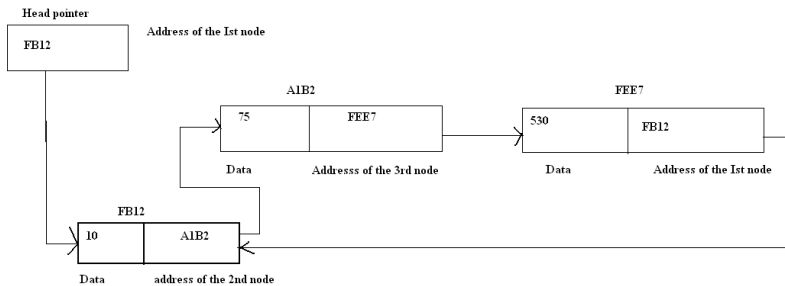 Head pointer
FB12
Address of the Ist node
A1B2
75 FEE7
Data Addresss of the 3rd node
FEE7
530 FB12
Data Address of the Ist node
FB12
10 A1B2
Data address of the 2nd node